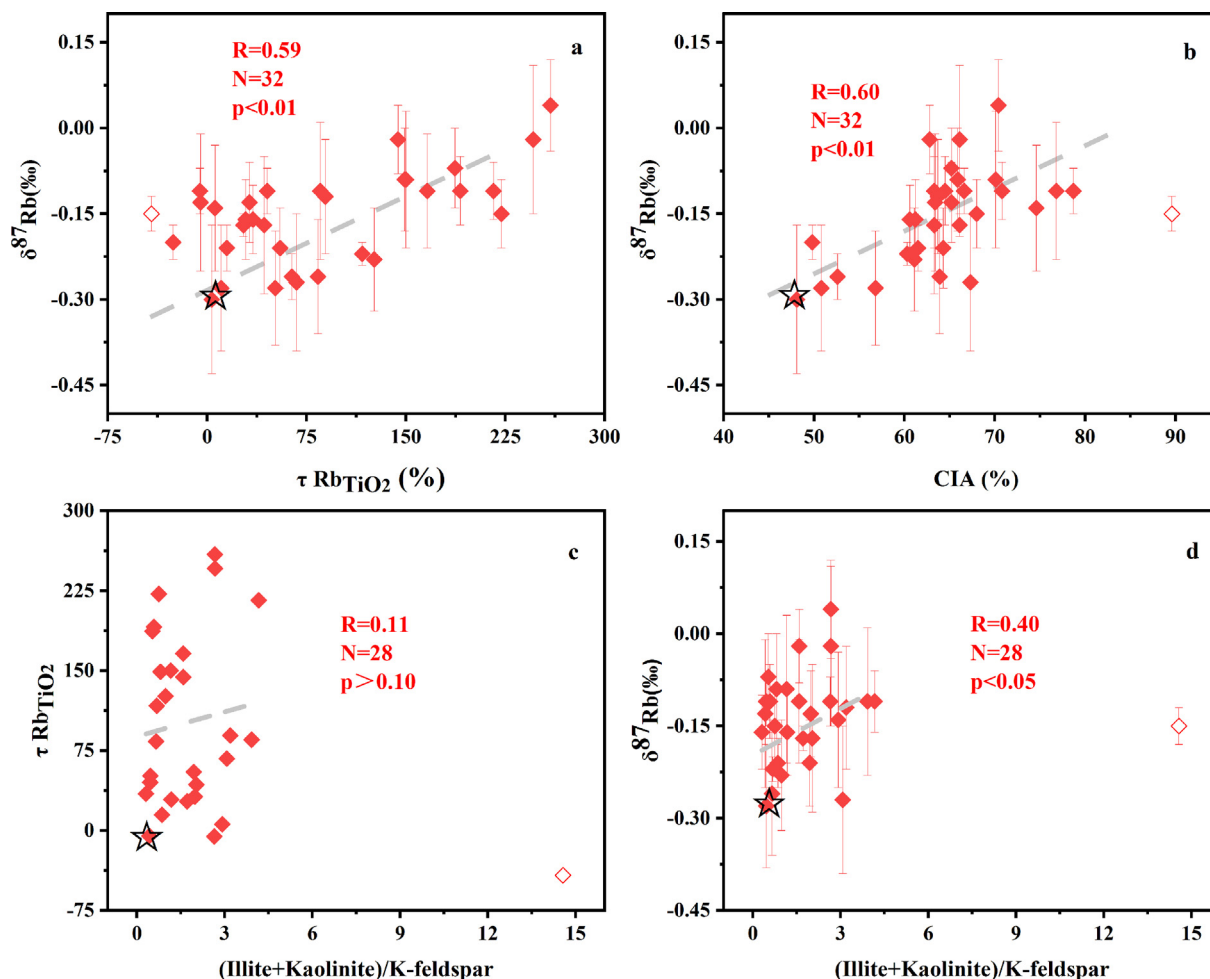 a
R=0.59
N=32
p<0.01
δ⁸⁷Rb(‰)
0.15
0.00
-0.15
-0.30
-0.45
-75
0
75
150
225
300
τ Rb_TiO₂ (%)
b
R=0.60
N=32
p<0.01
δ⁸⁷Rb(‰)
0.15
0.00
-0.15
-0.30
-0.45
40
50
60
70
80
90
CIA (%)
c
R=0.11
N=28
p>0.10
τ Rb_TiO₂
300
225
150
75
0
-75
0
3
6
9
12
15
(Illite+Kaolinite)/K-feldspar
d
R=0.40
N=28
p<0.05
δ⁸⁷Rb(‰)
0.15
0.00
-0.15
-0.30
-0.45
0
3
6
9
12
15
(Illite+Kaolinite)/K-feldspar